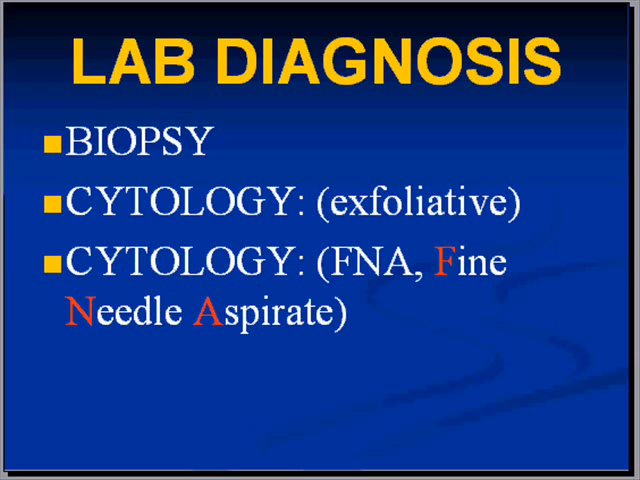 LAB DIAGNOSIS
BIOPSY
CYTOLOGY: (exfoliative)
CYTOLOGY: (FNA, Fine
Needle Aspirate)